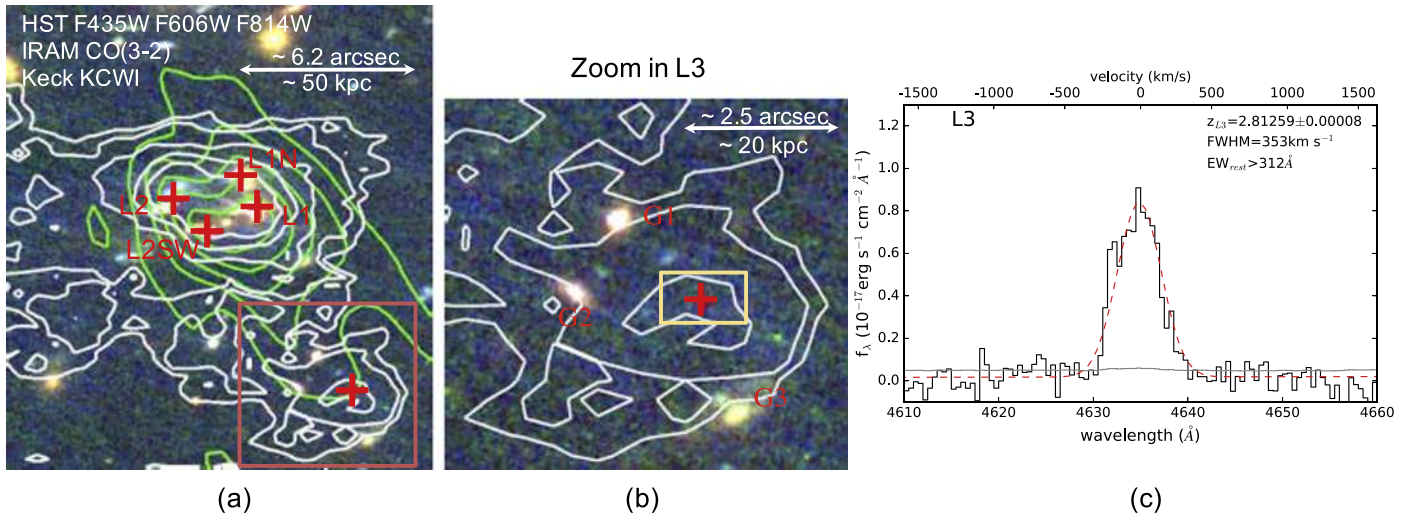 HST F435W F606W F814W
IRAM CO(3-2)
Keck KCWI
~ 6.2 arcsec
~ 50 kpc
L1N
L2
L1
L2SW
(a)
Zoom in L3
~ 2.5 arcsec
~ 20 kpc
G1
G2
G3
(b)
velocity (km/s)
-1500 -1000 -500 0 500 1000 1500
L3
z_L3=2.81259±0.00008
FWHM=353km s⁻¹
EW_rest>312Å
1.2
1.0
0.8
0.6
0.4
0.2
0.0
f_λ (10⁻¹⁷erg s⁻¹ cm⁻² Å⁻¹)
4610 4620 4630 4640 4650 4660
wavelength (Å)
(c)